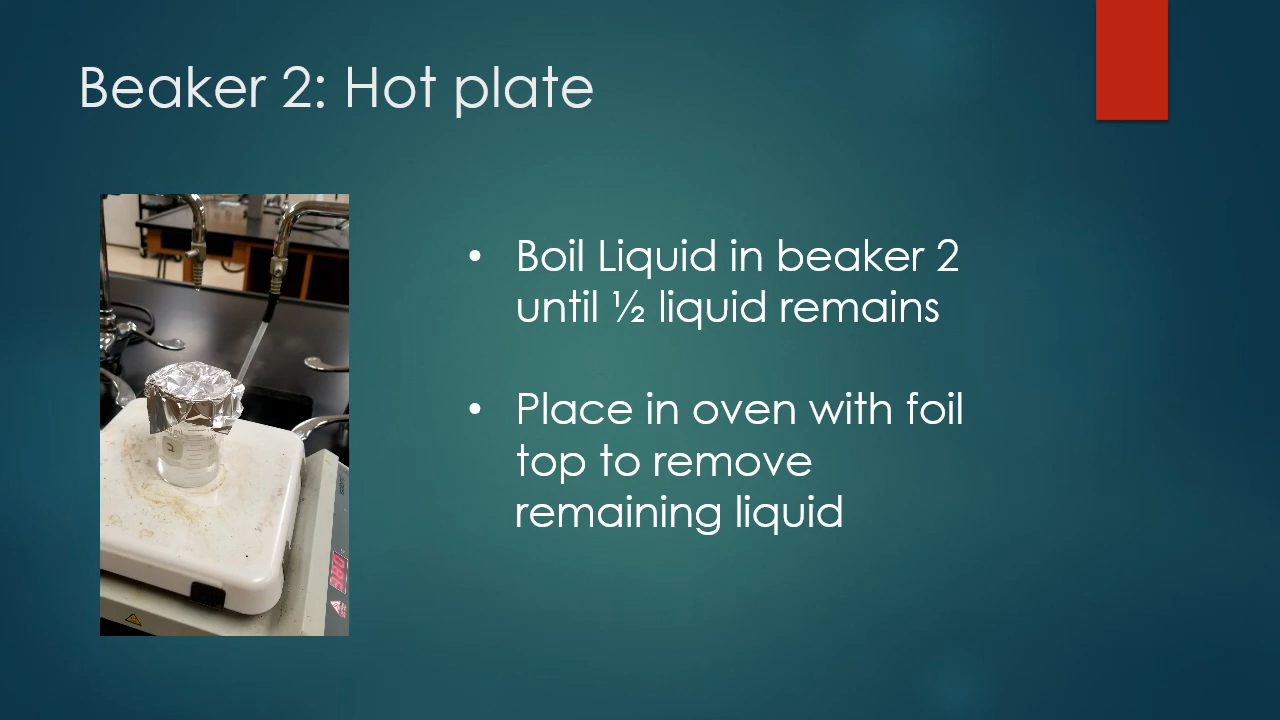 Beaker 2: Hot plate
• Boil Liquid in beaker 2
until ½ liquid remains
• Place in oven with foil
top to remove
remaining liquid